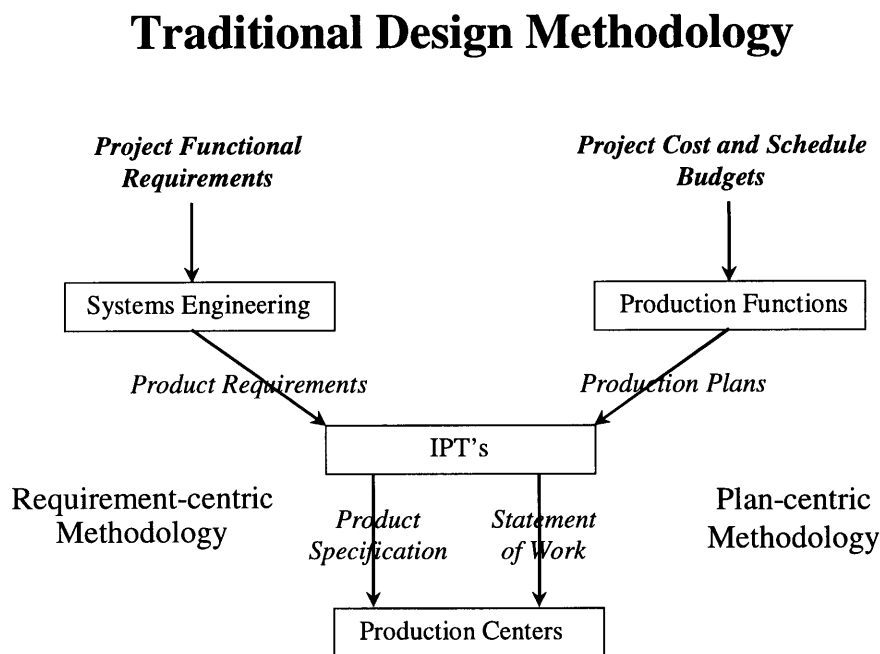 Traditional Design Methodology
Project Functional
Requirements
Project Cost and Schedule
Budgets
Systems Engineering
Production Functions
Product Requirements
Production Plans
IPT's
Requirement-centric
Methodology
Product
Specification
Statement
of Work
Plan-centric
Methodology
Production Centers